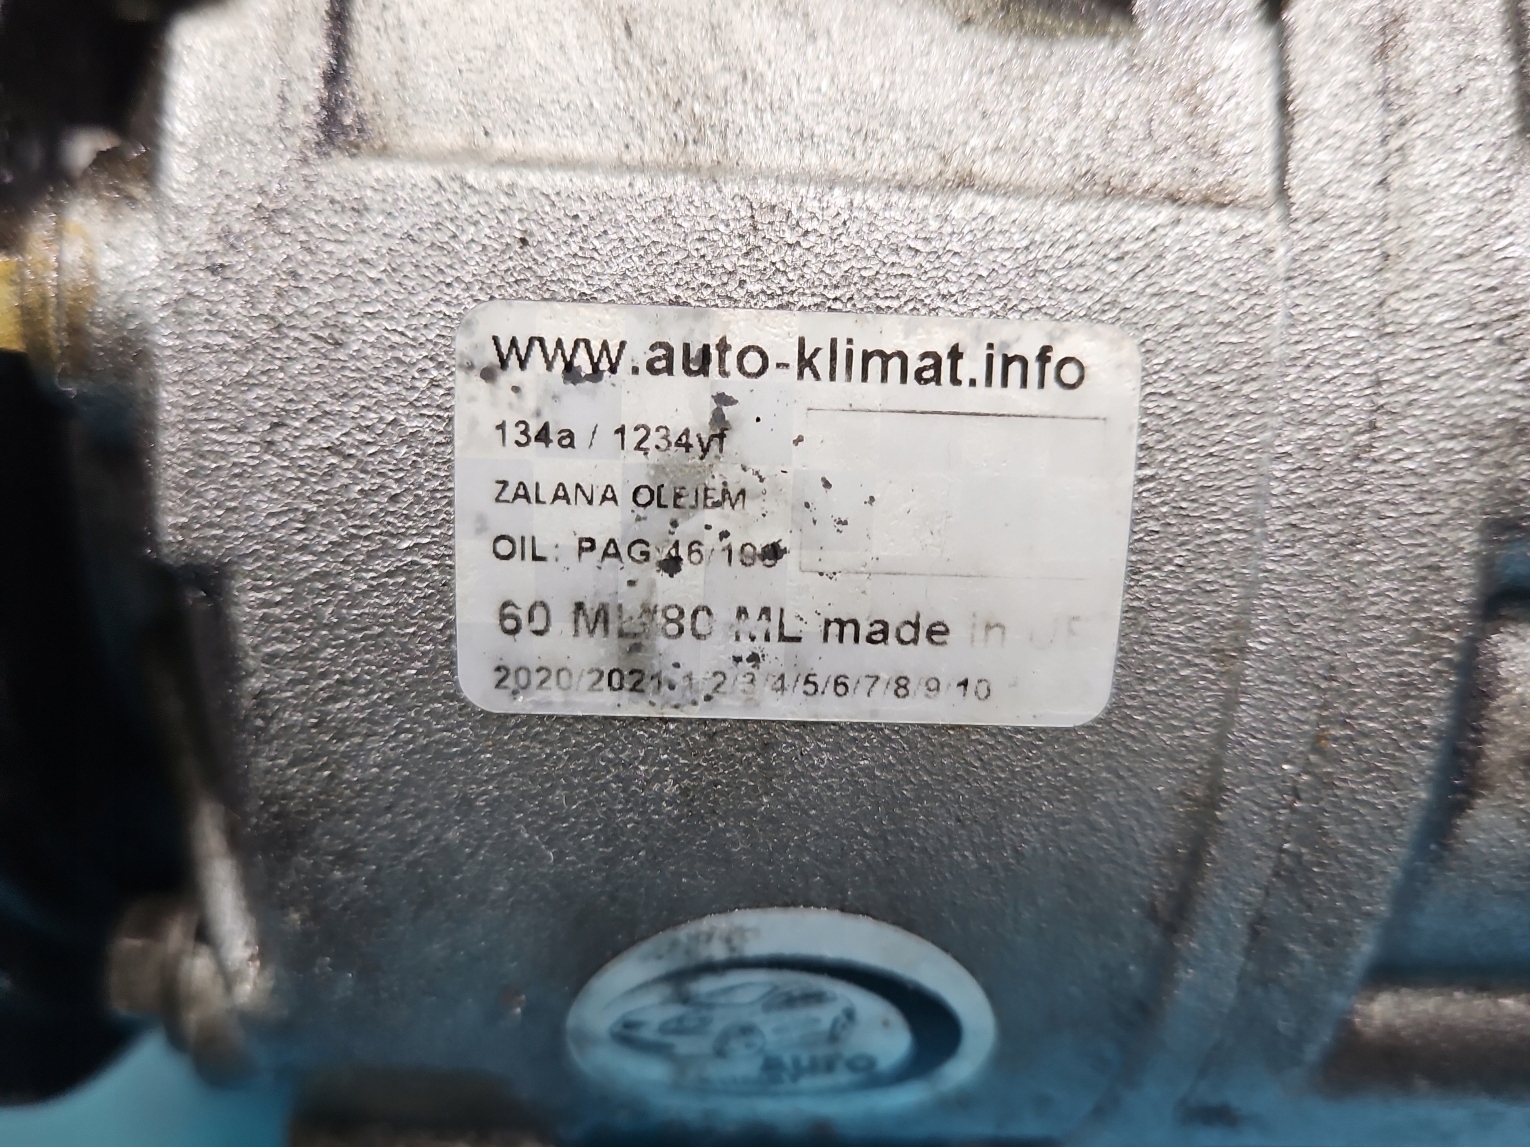 www.auto-klimat.info
134a / 1234yf
ZALANA OLEJEM
OIL: PAG 46/100
60 ML/80 ML made in
2020/2021 1/2/3/4/5/6/7/8/9/10
AUTO